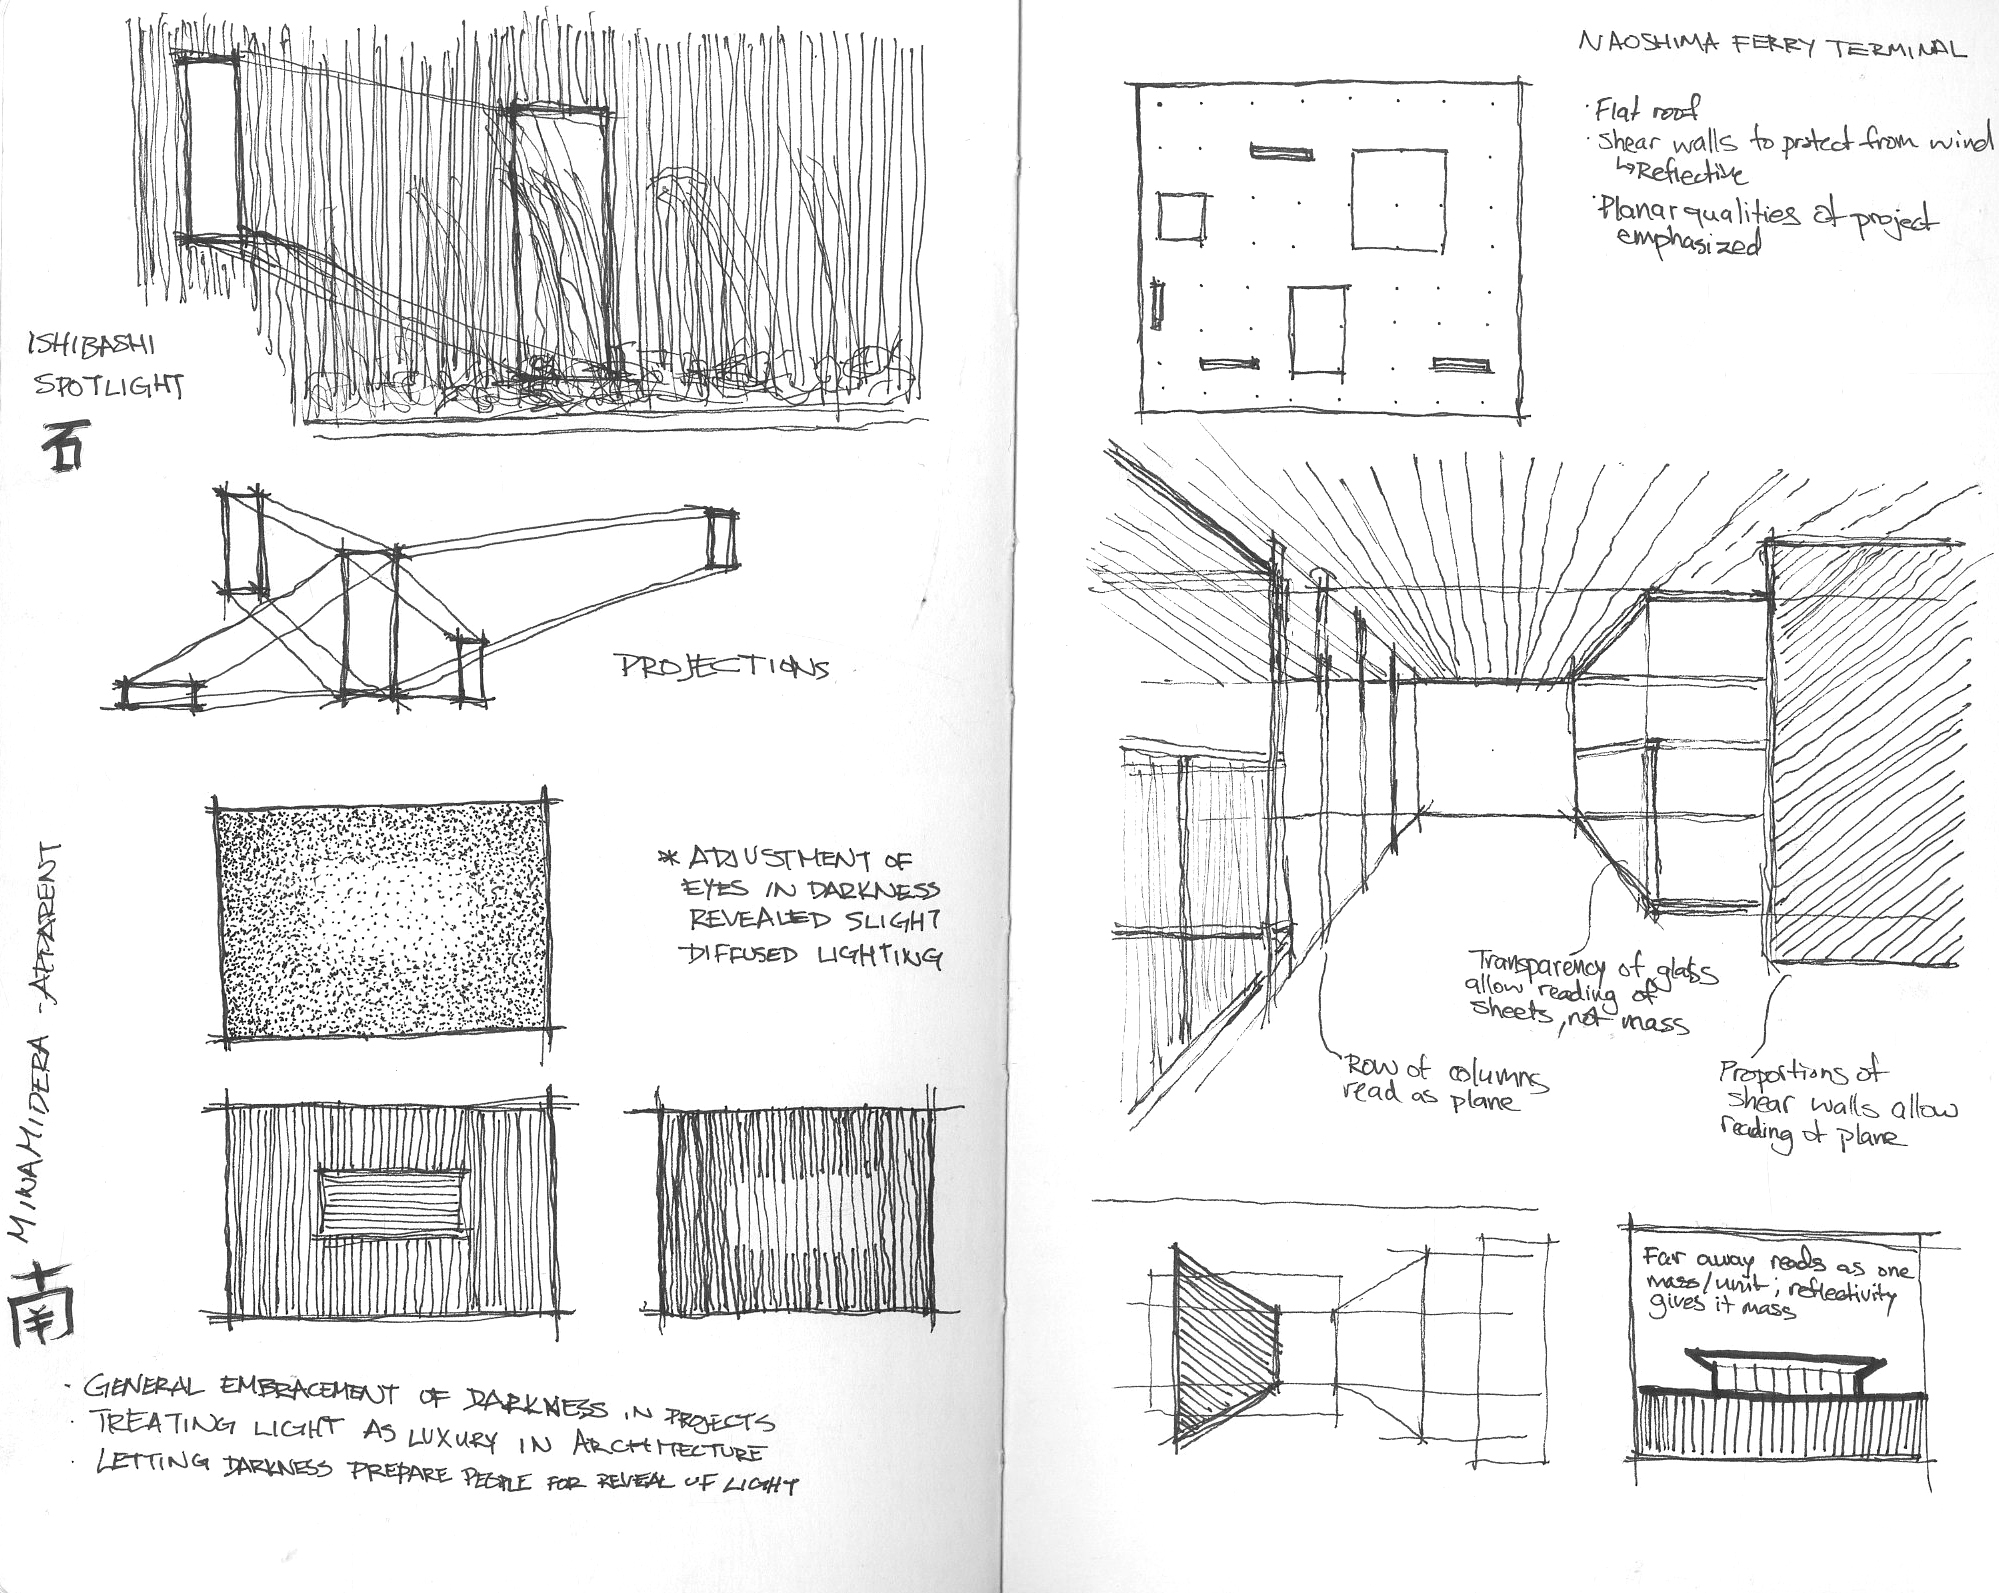 ISHIBASHI
SPOTLIGHT
石
PROJECTIONS
* ADJUSTMENT OF
EYES IN DARKNESS
REVEALED SLIGHT
DIFFUSED LIGHTING
南 MINAMIDERA - APPARENT
· GENERAL EMBRACEMENT OF DARKNESS IN PROJECTS
· TREATING LIGHT AS LUXURY IN ARCHITECTURE
· LETTING DARKNESS PREPARE PEOPLE FOR REVEAL OF LIGHT
NAOSHIMA FERRY TERMINAL
· Flat roof
· Shear walls to protect from wind
↳ Reflective
· Planar qualities of project
emphasized
Transparency of glass
allow reading of
sheets, not mass
Row of columns
read as plane
Proportions of
shear walls allow
reading of plane
Far away reads as one
mass/unit; reflectivity
gives it mass